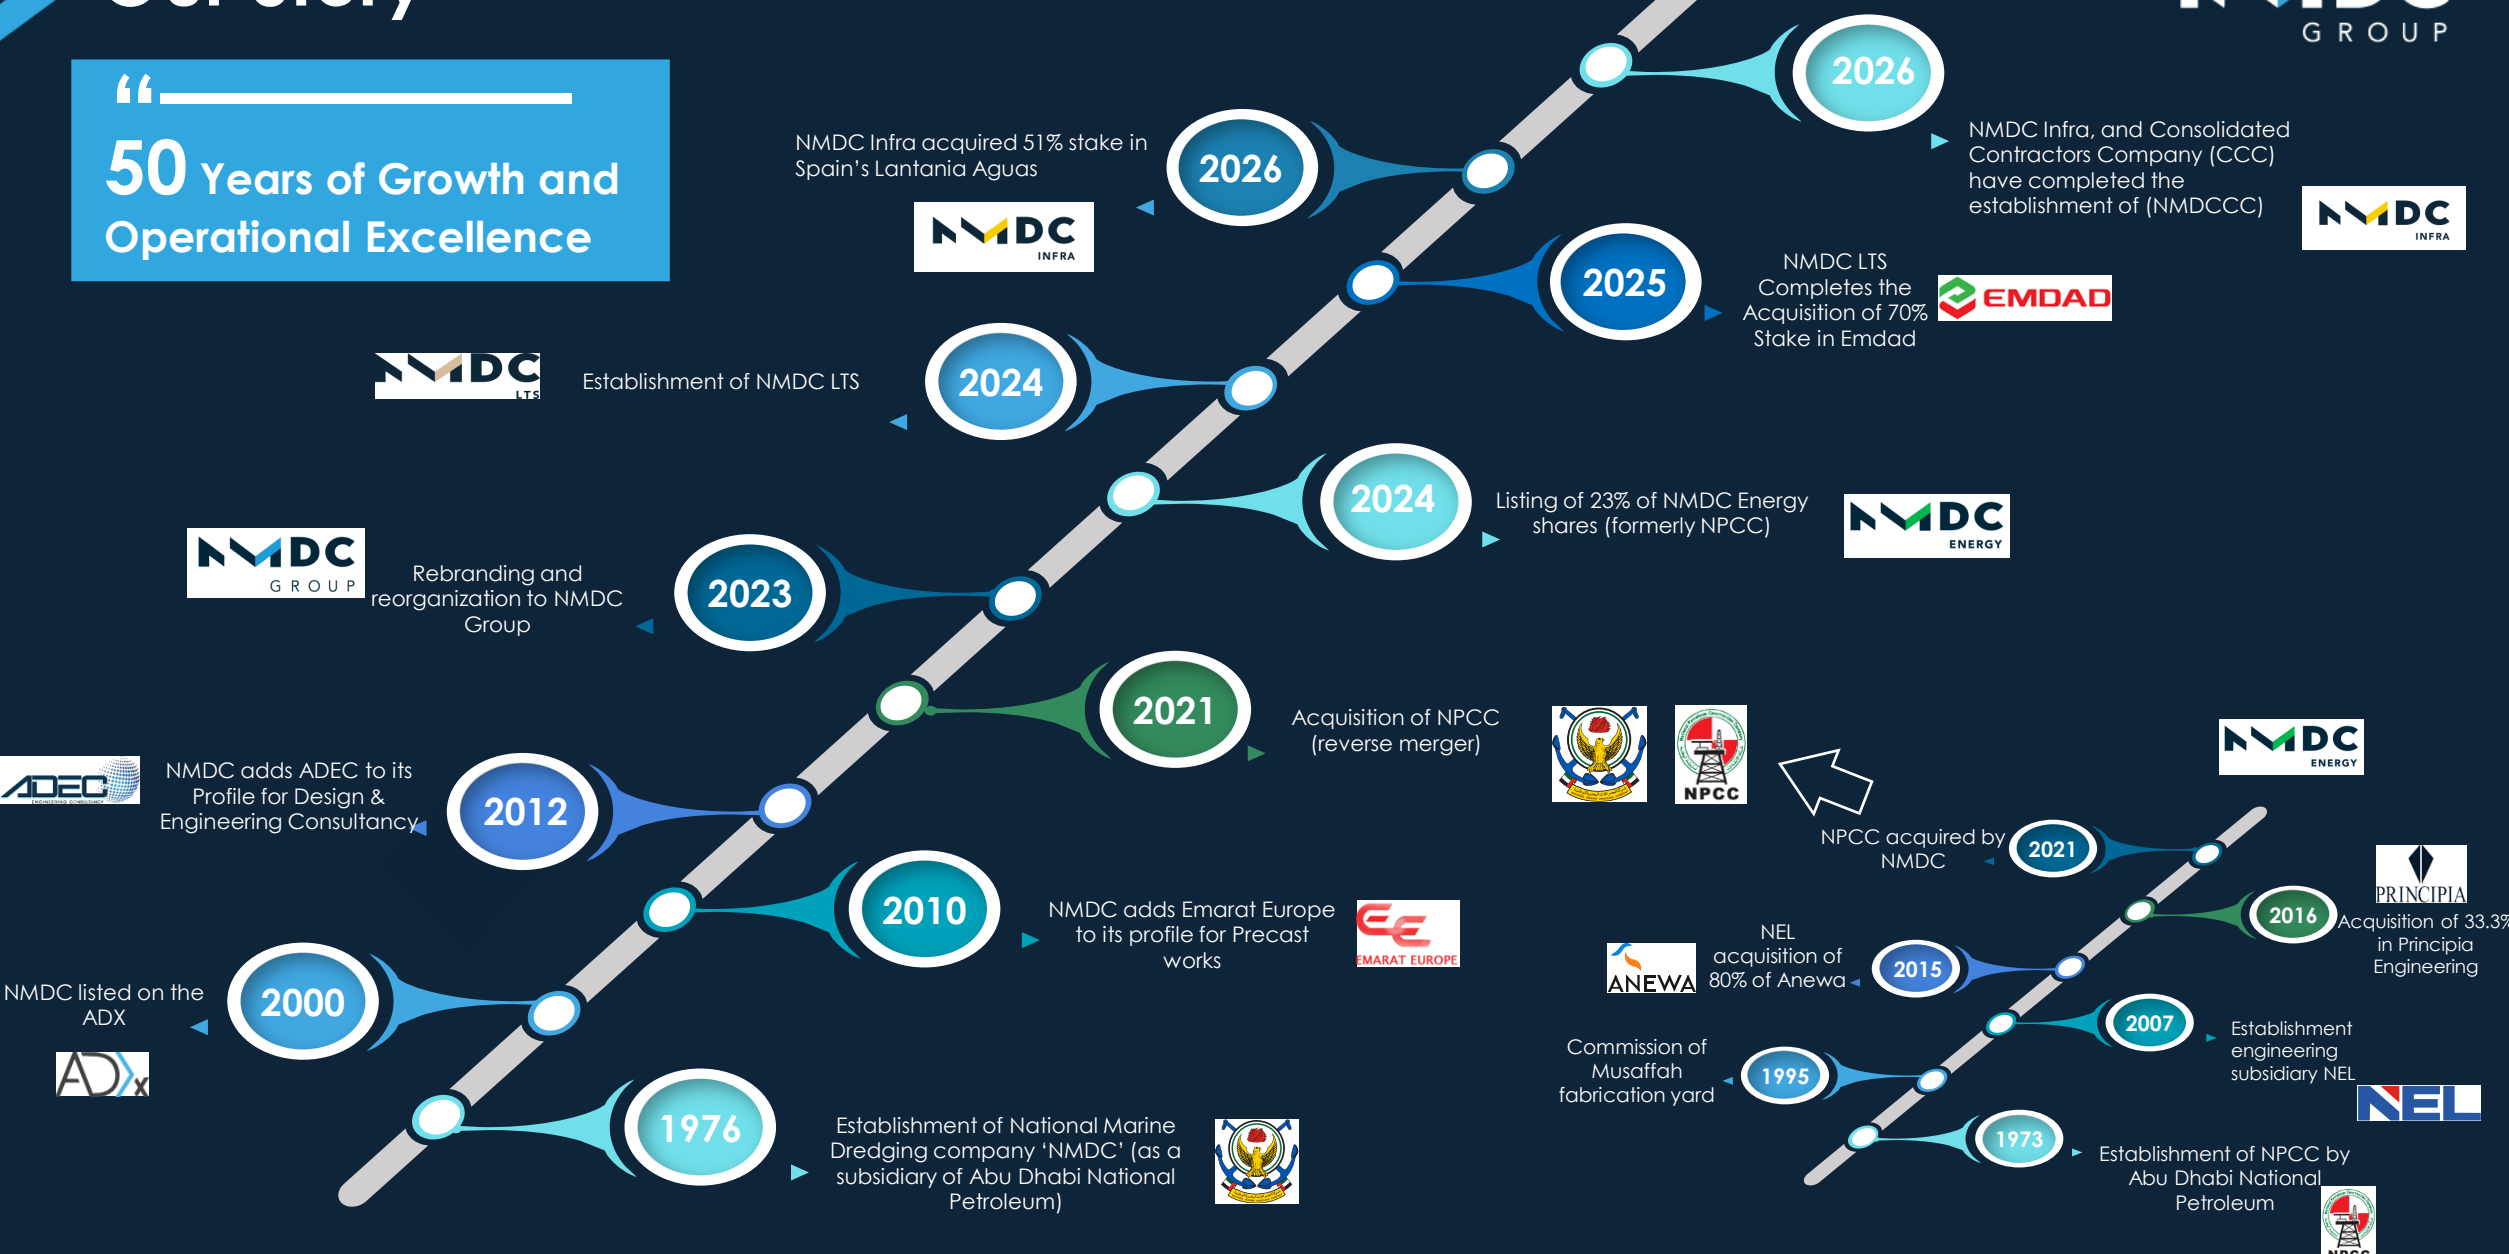 Our Story
NMDC
GROUP
“
50 Years of Growth and
Operational Excellence
2026
NMDC Infra, and Consolidated
Contractors Company (CCC)
have completed the
establishment of (NMDCCC)
NMDC
INFRA
NMDC Infra acquired 51% stake in
Spain’s Lantania Aguas
2026
NMDC
INFRA
2025
NMDC LTS
Completes the
Acquisition of 70%
Stake in Emdad
EMDAD
NMDC
LTS
Establishment of NMDC LTS
2024
2024
Listing of 23% of NMDC Energy
shares (formerly NPCC)
NMDC
ENERGY
NMDC
GROUP
Rebranding and
reorganization to NMDC
Group
2023
2021
Acquisition of NPCC
(reverse merger)
NPCC
ADEC
ENGINEERING CONSULTANCY
NMDC adds ADEC to its
Profile for Design &
Engineering Consultancy
2012
2010
NMDC adds Emarat Europe
to its profile for Precast
works
EMARAT EUROPE
NMDC listed on the
ADX
2000
ADX
1976
Establishment of National Marine
Dredging company ‘NMDC’ (as a
subsidiary of Abu Dhabi National
Petroleum)
NMDC
ENERGY
NPCC acquired by
NMDC
2021
PRINCIPIA
2016
Acquisition of 33.3%
in Principia
Engineering
ANEWA
NEL
acquisition of
80% of Anewa
2015
2007
Establishment
engineering
subsidiary NEL
NEL
Commission of
Musaffah
fabrication yard
1995
1973
Establishment of NPCC by
Abu Dhabi National
Petroleum
NPCC